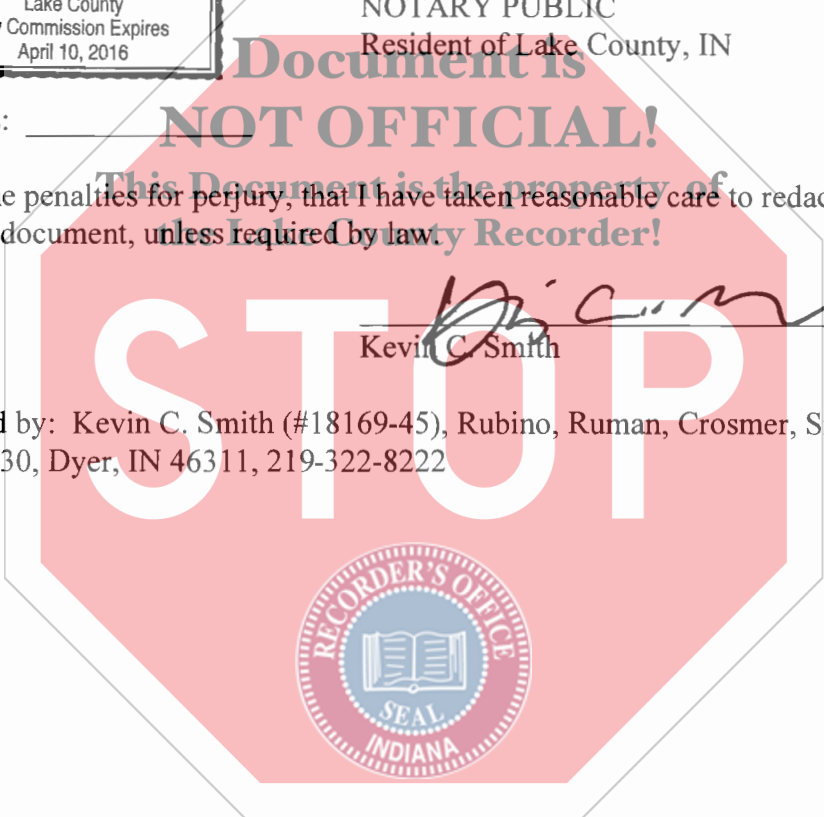 Lake County
Commission Expires
April 10, 2016
NOTARY PUBLIC
Resident of Lake County, IN
Document is
NOT OFFICIAL!
This Document is the property of
the Lake County Recorder!
e penalties for perjury, that I have taken reasonable care to redac
document, unless required by law.
Kevin C. Smith
d by: Kevin C. Smith (#18169-45), Rubino, Ruman, Crosmer, S
30, Dyer, IN 46311, 219-322-8222
STOP
RECORDER'S OFFICE
SEAL
INDIANA